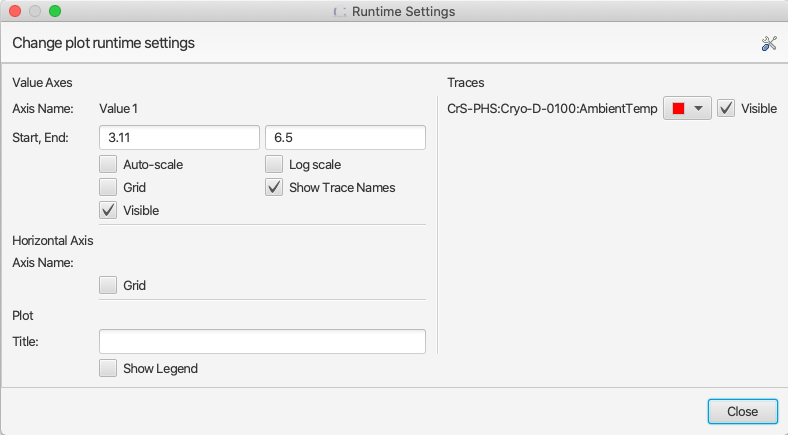 Runtime Settings
Change plot runtime settings
Value Axes
Axis Name: Value 1
Start, End: 3.11 6.5
Auto-scale Log scale
Grid Show Trace Names
Visible
Horizontal Axis
Axis Name:
Grid
Plot
Title:
Show Legend
Traces
CrS-PHS:Cryo-D-0100:AmbientTemp Visible
Close